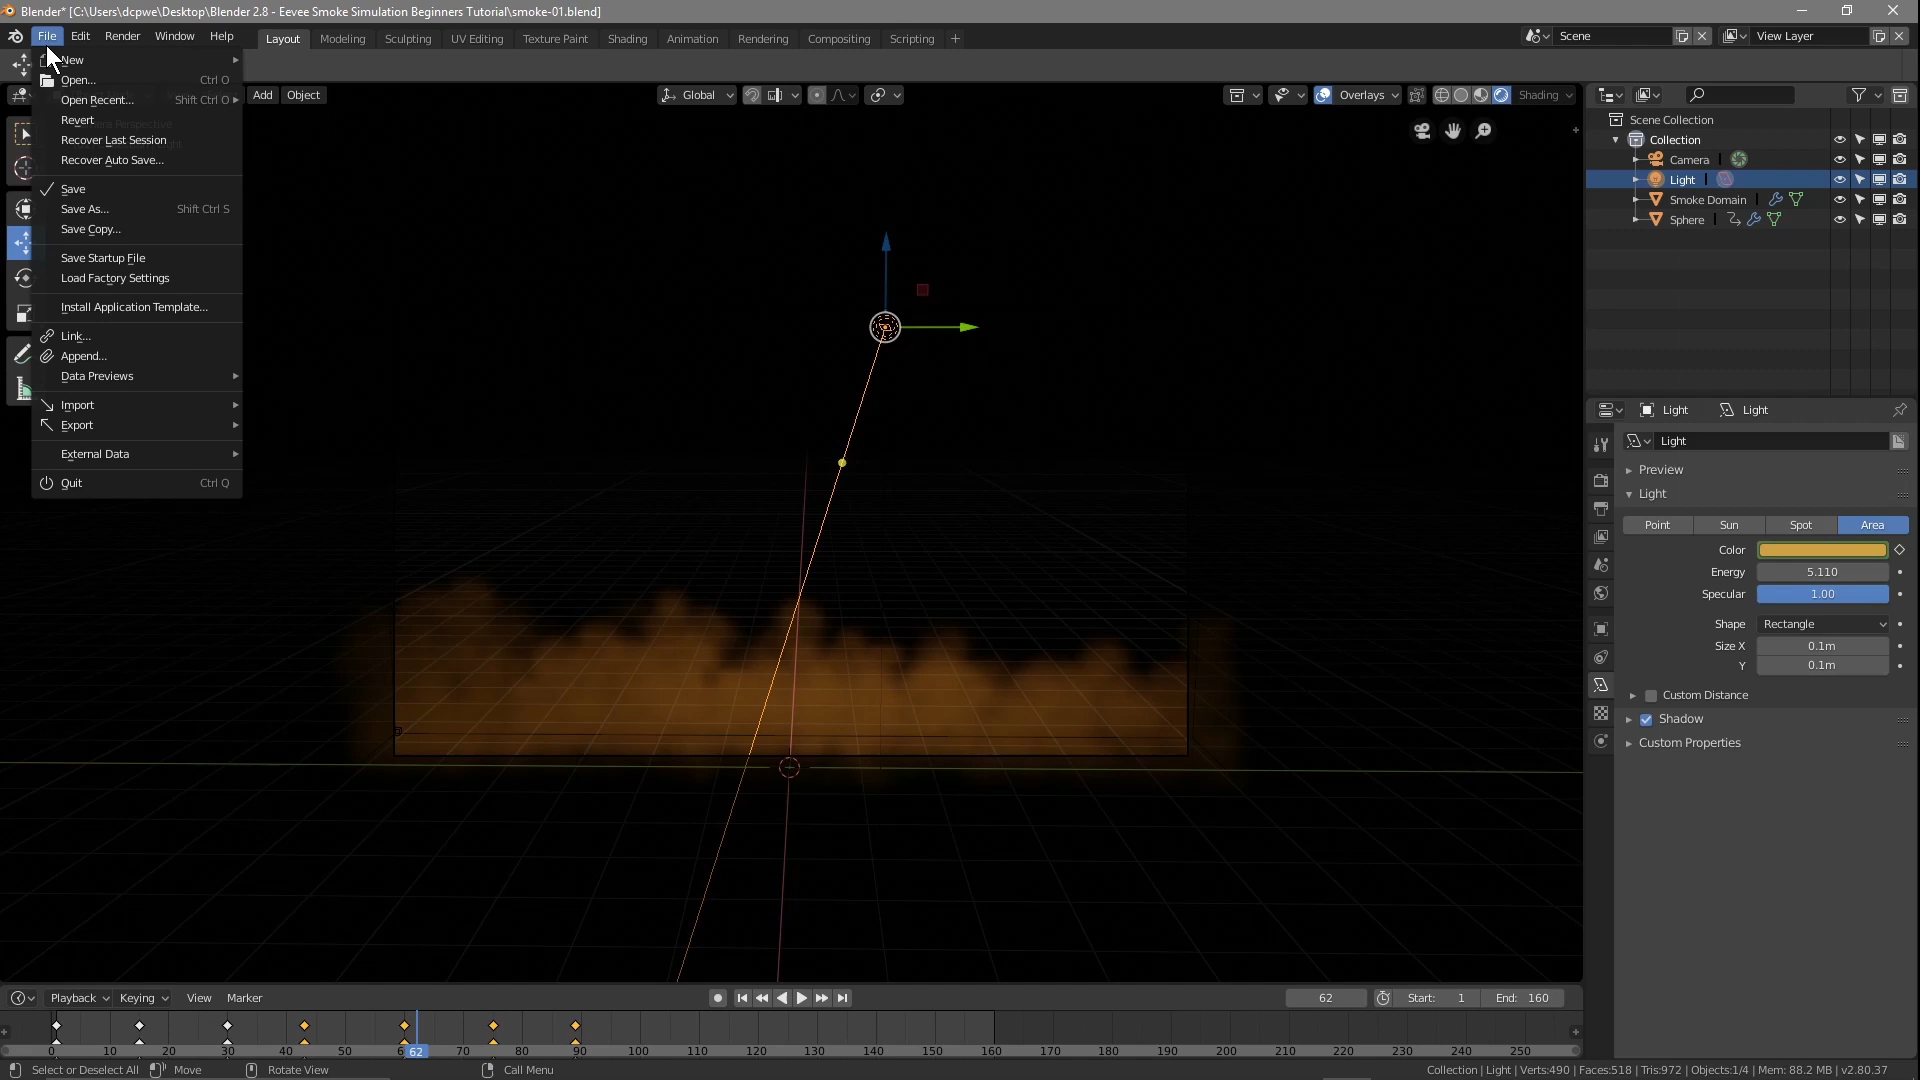 Blender* [C:\Users\dcpwe\Desktop\Blender 2.8 - Eevee Smoke Simulation Beginners Tutorial\smoke-01.blend]
File Edit Render Window Help Layout Modeling Sculpting UV Editing Texture Paint Shading Animation Rendering Compositing Scripting + Scene View Layer
New
Open... Ctrl O
Open Recent... Shift Ctrl O
Revert
Recover Last Session
Recover Auto Save...
Save
Save As... Shift Ctrl S
Save Copy...
Save Startup File
Load Factory Settings
Install Application Template...
Link...
Append...
Data Previews
Import
Export
External Data
Quit Ctrl Q
Add Object Global Overlays Shading
Scene Collection
Collection
Camera
Light
Smoke Domain
Sphere
Light Light
Light
Preview
Light
Point Sun Spot Area
Color
Energy 5.110
Specular 1.00
Shape Rectangle
Size X 0.1m
Y 0.1m
Custom Distance
Shadow
Custom Properties
Playback Keying View Marker 62 Start: 1 End: 160
0 10 20 30 40 50 6 62 70 80 90 100 110 120 130 140 150 160 170 180 190 200 210 220 230 240 250
Select or Deselect All Move Rotate View Call Menu Collection | Light | Verts:490 | Faces:518 | Tris:972 | Objects:1/4 | Mem: 88.2 MB | v2.80.37